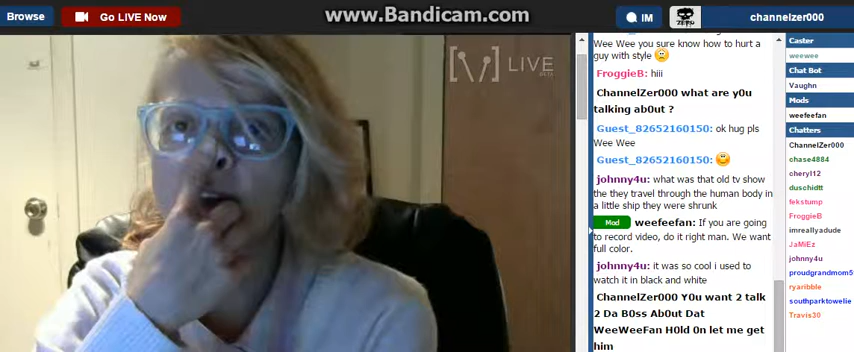 Browse
Go LIVE Now
www.Bandicam.com
IM
ZERO
channelzer000
[\/] LIVE
BETA
Wee Wee you sure know how to hurt a
guy with style
FroggieB: hiii
ChannelZer000 what are y0u
talking ab0ut ?
Guest_82652160150: ok hug pls
Wee Wee
Guest_82652160150:
johnny4u: what was that old tv show
the they travel through the human body in
a little ship they were shrunk
Mod weefeefan: If you are going
to record video, do it right man. We want
full color.
johnny4u: it was so cool i used to
watch it in black and white
ChannelZer000 Y0u want 2 talk
2 Da B0ss Ab0ut Dat
WeeWeeFan H0ld 0n let me get
him
Caster
weewee
Chat Bot
Vaughn
Mods
weefeefan
Chatters
ChannelZer000
chase4884
cheryl12
duschidtt
fekstump
FroggieB
imreallyadude
JaMiEz
johnny4u
proudgrandmom5
ryaribble
southparktowelie
Travis30